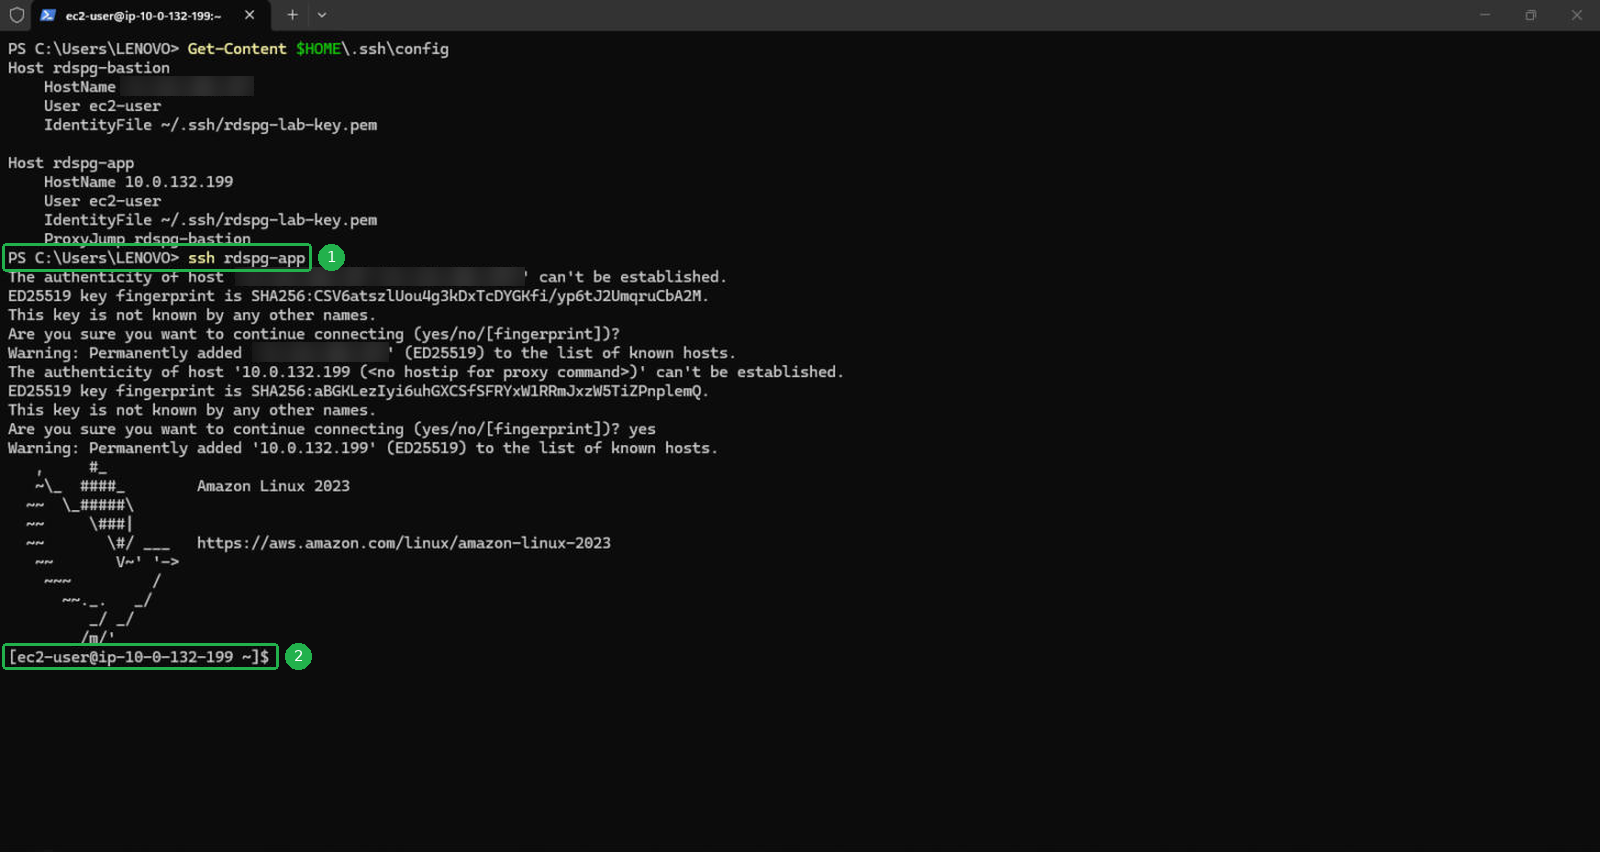 ec2-user@ip-10-0-132-199:~
PS C:\Users\LENOVO> Get-Content $HOME\.ssh\config
Host rdspg-bastion
    HostName
    User ec2-user
    IdentityFile ~/.ssh/rdspg-lab-key.pem
Host rdspg-app
    HostName 10.0.132.199
    User ec2-user
    IdentityFile ~/.ssh/rdspg-lab-key.pem
    ProxyJump rdspg-bastion
PS C:\Users\LENOVO> ssh rdspg-app 1
The authenticity of host ' can't be established.
ED25519 key fingerprint is SHA256:CSV6atszlUou4g3kDxTcDYGKfi/yp6tJ2UmqruCbA2M.
This key is not known by any other names.
Are you sure you want to continue connecting (yes/no/[fingerprint])?
Warning: Permanently added ' (ED25519) to the list of known hosts.
The authenticity of host '10.0.132.199 (<no hostip for proxy command>)' can't be established.
ED25519 key fingerprint is SHA256:aBGKLezIyi6uhGXCSfSFRYxW1RRmJxzW5TiZPnplemQ.
This key is not known by any other names.
Are you sure you want to continue connecting (yes/no/[fingerprint])? yes
Warning: Permanently added '10.0.132.199' (ED25519) to the list of known hosts.
   ,     #_
   ~\_  ####_        Amazon Linux 2023
  ~~  \_#####\
  ~~     \###|
  ~~       \#/ ___   https://aws.amazon.com/linux/amazon-linux-2023
   ~~       V~' '->
    ~~~         /
      ~~._.   _/
         _/ _/
        /m/'
[ec2-user@ip-10-0-132-199 ~]$ 2